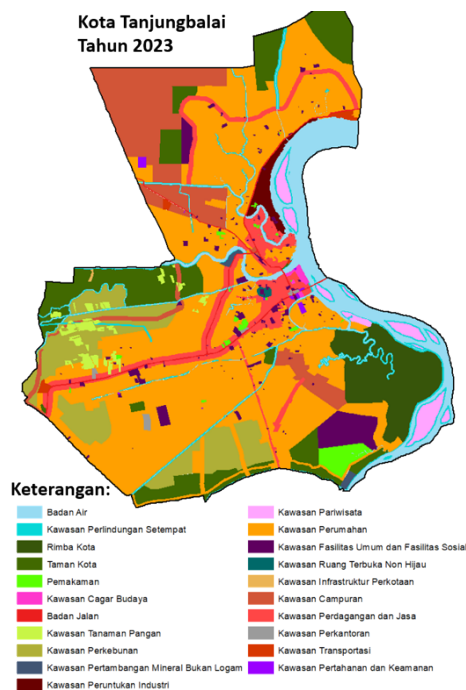 Kota Tanjungbalai
Tahun 2023
Keterangan:
Badan Air
Kawasan Perlindungan Setempat
Rimba Kota
Taman Kota
Pemakaman
Kawasan Cagar Budaya
Badan Jalan
Kawasan Tanaman Pangan
Kawasan Perkebunan
Kawasan Pertambangan Mineral Bukan Logam
Kawasan Peruntukan Industri
Kawasan Pariwisata
Kawasan Perumahan
Kawasan Fasilitas Umum dan Fasilitas Sosial
Kawasan Ruang Terbuka Non Hijau
Kawasan Infrastruktur Perkotaan
Kawasan Campuran
Kawasan Perdagangan dan Jasa
Kawasan Perkantoran
Kawasan Transportasi
Kawasan Pertahanan dan Keamanan